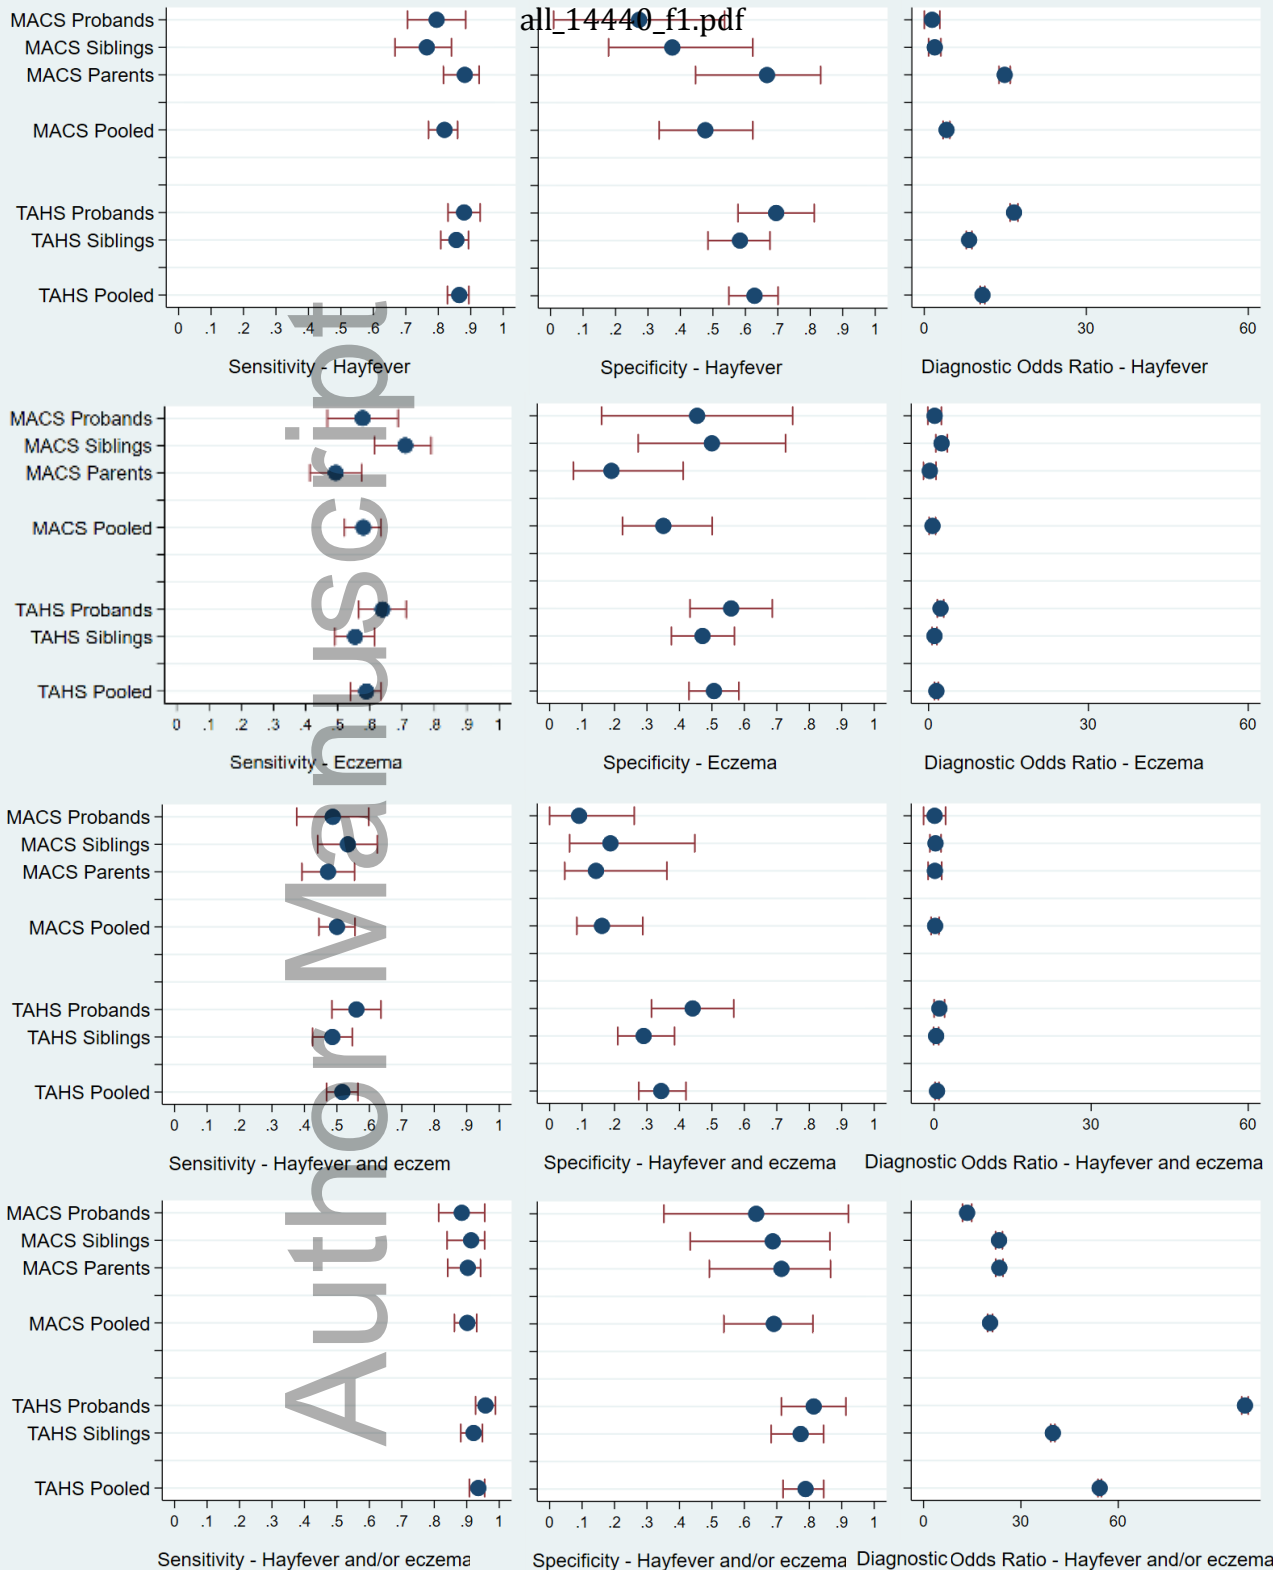 all_14440_f1.pdf
MACS Probands
MACS Siblings
MACS Parents
MACS Pooled
TAHS Probands
TAHS Siblings
TAHS Pooled
0 .1 .2 .3 .4 .5 .6 .7 .8 .9 1
0 .1 .2 .3 .4 .5 .6 .7 .8 .9 1
0 30 60
Sensitivity - Hayfever
Specificity - Hayfever
Diagnostic Odds Ratio - Hayfever
MACS Probands
MACS Siblings
MACS Parents
MACS Pooled
TAHS Probands
TAHS Siblings
TAHS Pooled
0 .1 .2 .3 .4 .5 .6 .7 .8 .9 1
0 .1 .2 .3 .4 .5 .6 .7 .8 .9 1
0 30 60
Sensitivity - Eczema
Specificity - Eczema
Diagnostic Odds Ratio - Eczema
MACS Probands
MACS Siblings
MACS Parents
MACS Pooled
TAHS Probands
TAHS Siblings
TAHS Pooled
0 .1 .2 .3 .4 .5 .6 .7 .8 .9 1
0 .1 .2 .3 .4 .5 .6 .7 .8 .9 1
0 30 60
Sensitivity - Hayfever and eczem
Specificity - Hayfever and eczema
Diagnostic Odds Ratio - Hayfever and eczema
MACS Probands
MACS Siblings
MACS Parents
MACS Pooled
TAHS Probands
TAHS Siblings
TAHS Pooled
0 .1 .2 .3 .4 .5 .6 .7 .8 .9 1
0 .1 .2 .3 .4 .5 .6 .7 .8 .9 1
0 30 60
Sensitivity - Hayfever and/or eczema
Specificity - Hayfever and/or eczema
Diagnostic Odds Ratio - Hayfever and/or eczema
Author Manuscript